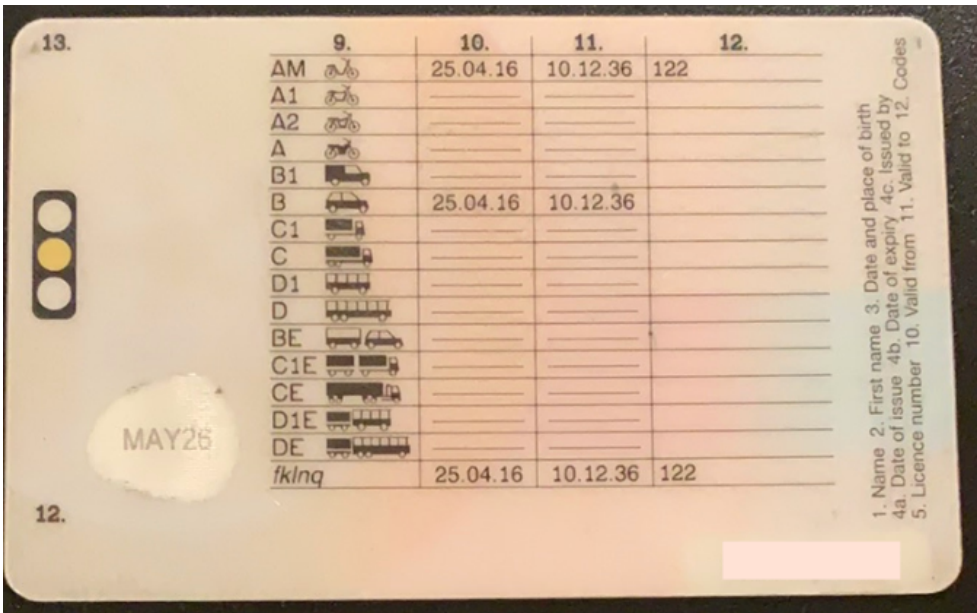 13.
9. 10. 11. 12.
AM 25.04.16 10.12.36 122
A1
A2
A
B1
B 25.04.16 10.12.36
C1
C
D1
D
BE
C1E
CE
D1E
DE
fklnq 25.04.16 10.12.36 122
MAY26
12.
1. Name 2. First name 3. Date and place of birth
4a. Date of issue 4b. Date of expiry 4c. Issued by
5. Licence number 10. Valid from 11. Valid to 12. Codes